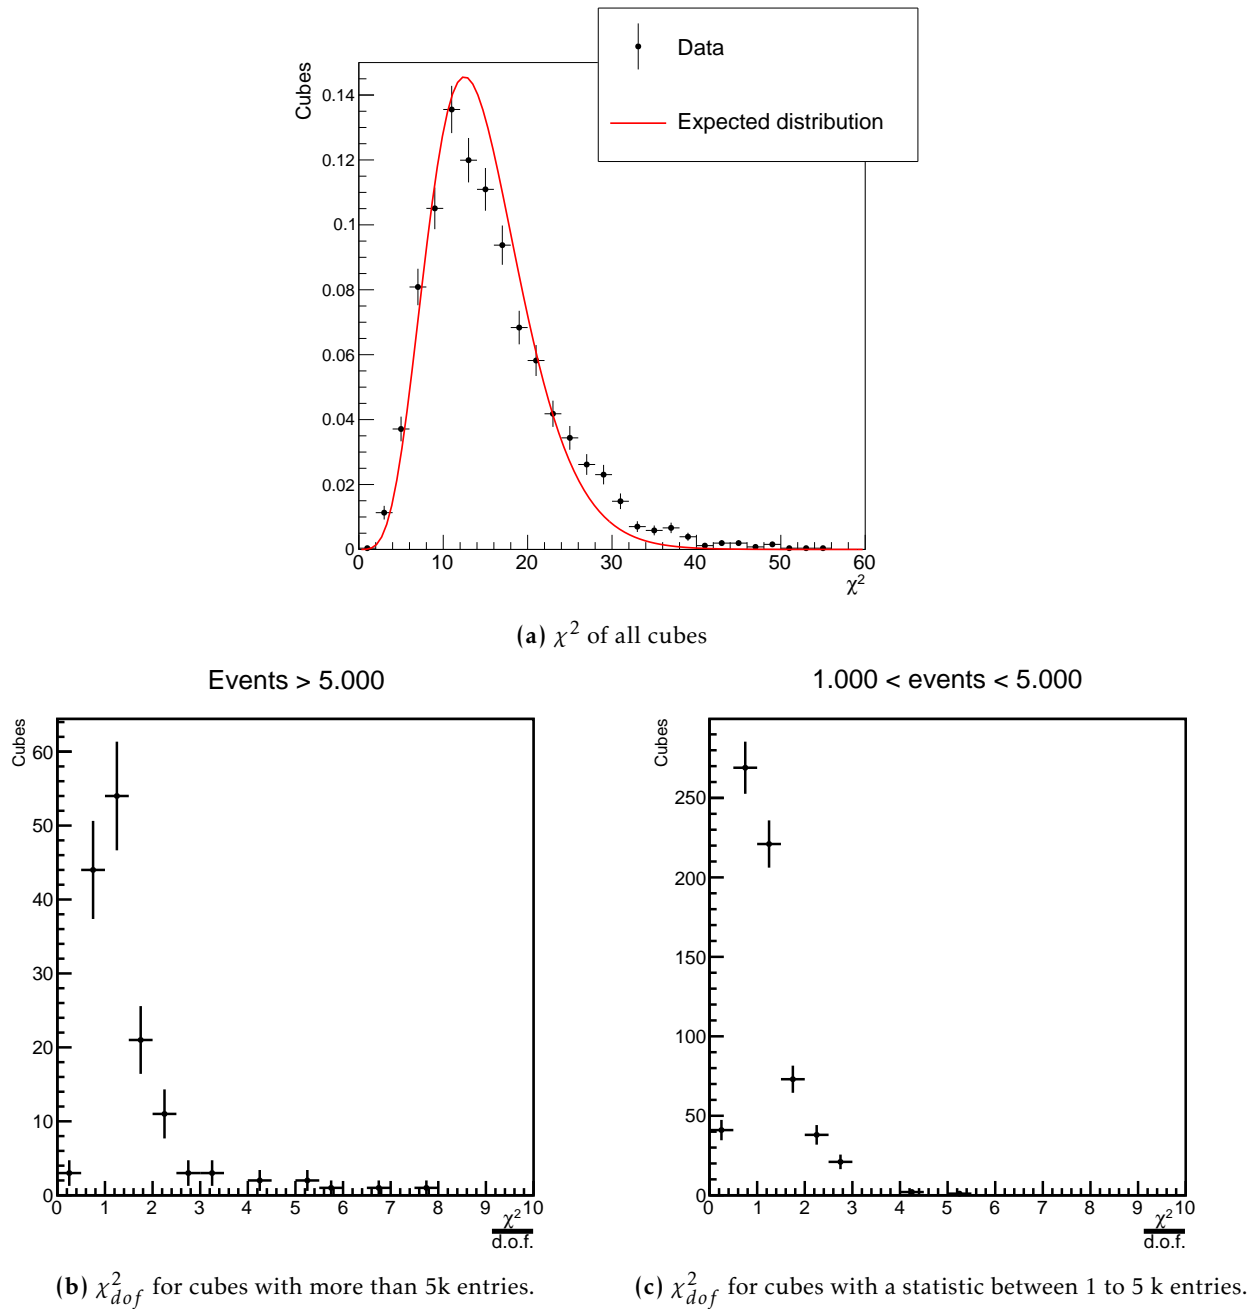 Data
Expected distribution
Cubes
0.14
0.12
0.1
0.08
0.06
0.04
0.02
0
0 10 20 30 40 50 60
χ²
(a) χ² of all cubes
Events > 5.000
Cubes
60
50
40
30
20
10
0
0 1 2 3 4 5 6 7 8 9 10
χ²
d.o.f.
(b) χ²dof for cubes with more than 5k entries.
1.000 < events < 5.000
Cubes
250
200
150
100
50
0
0 1 2 3 4 5 6 7 8 9 10
χ²
d.o.f.
(c) χ²dof for cubes with a statistic between 1 to 5 k entries.